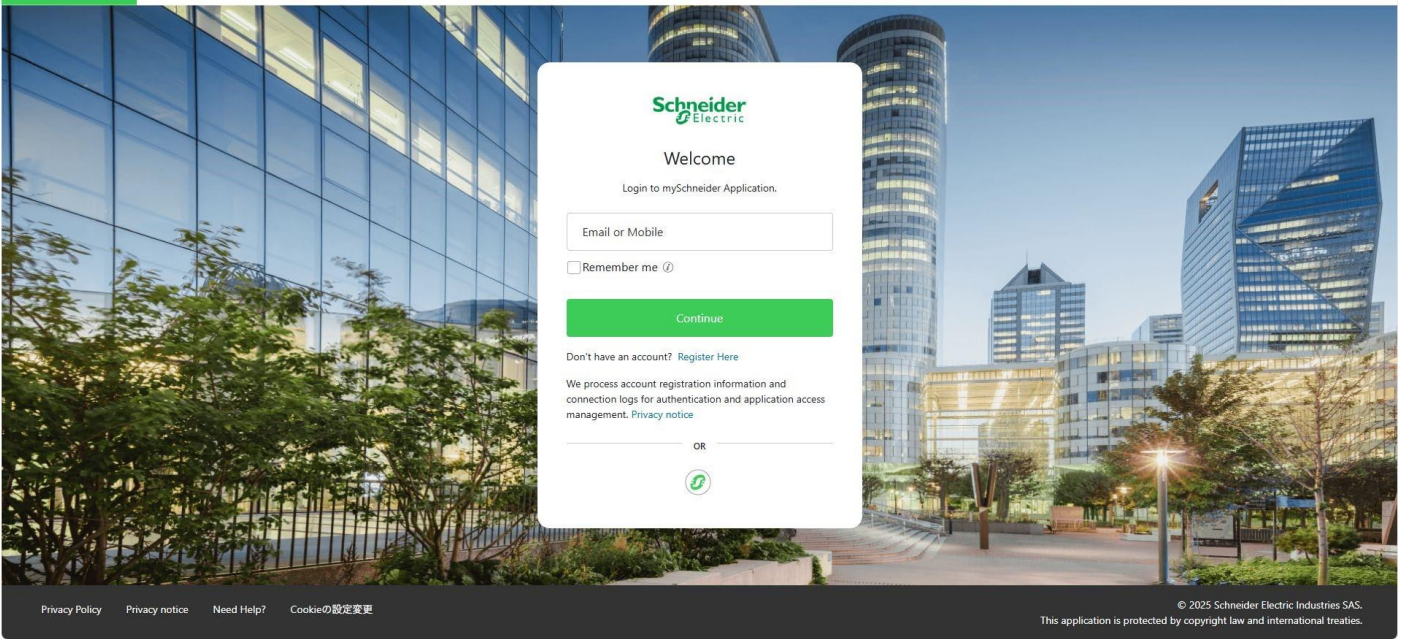 Schneider
Electric
Welcome
Login to mySchneider Application.
Email or Mobile
Remember me
Continue
Don't have an account? Register Here
We process account registration information and
connection logs for authentication and application access
management. Privacy notice
OR
Privacy Policy Privacy notice Need Help? Cookieの設定変更
© 2025 Schneider Electric Industries SAS.
This application is protected by copyright law and international treaties.